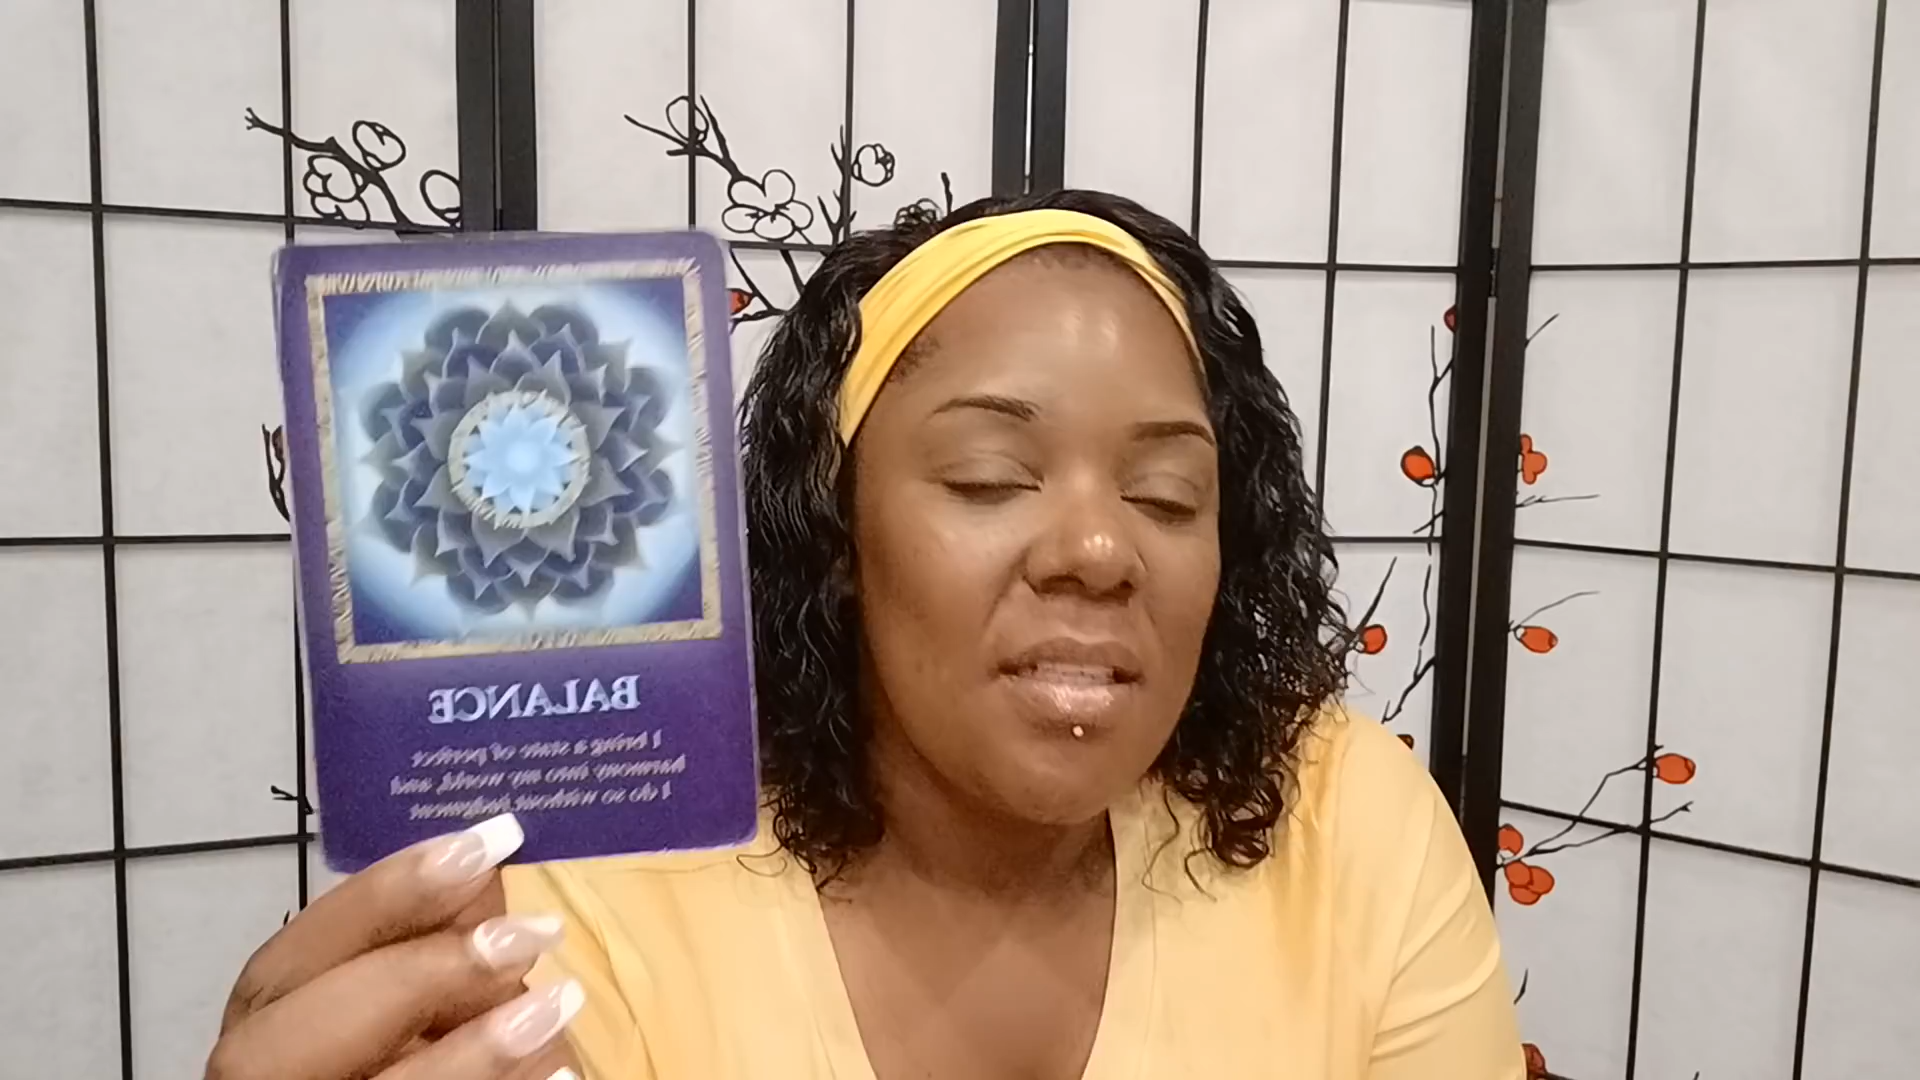 BALANCE
I bring a state of perfect
harmony into my world, and
I do so without judgment